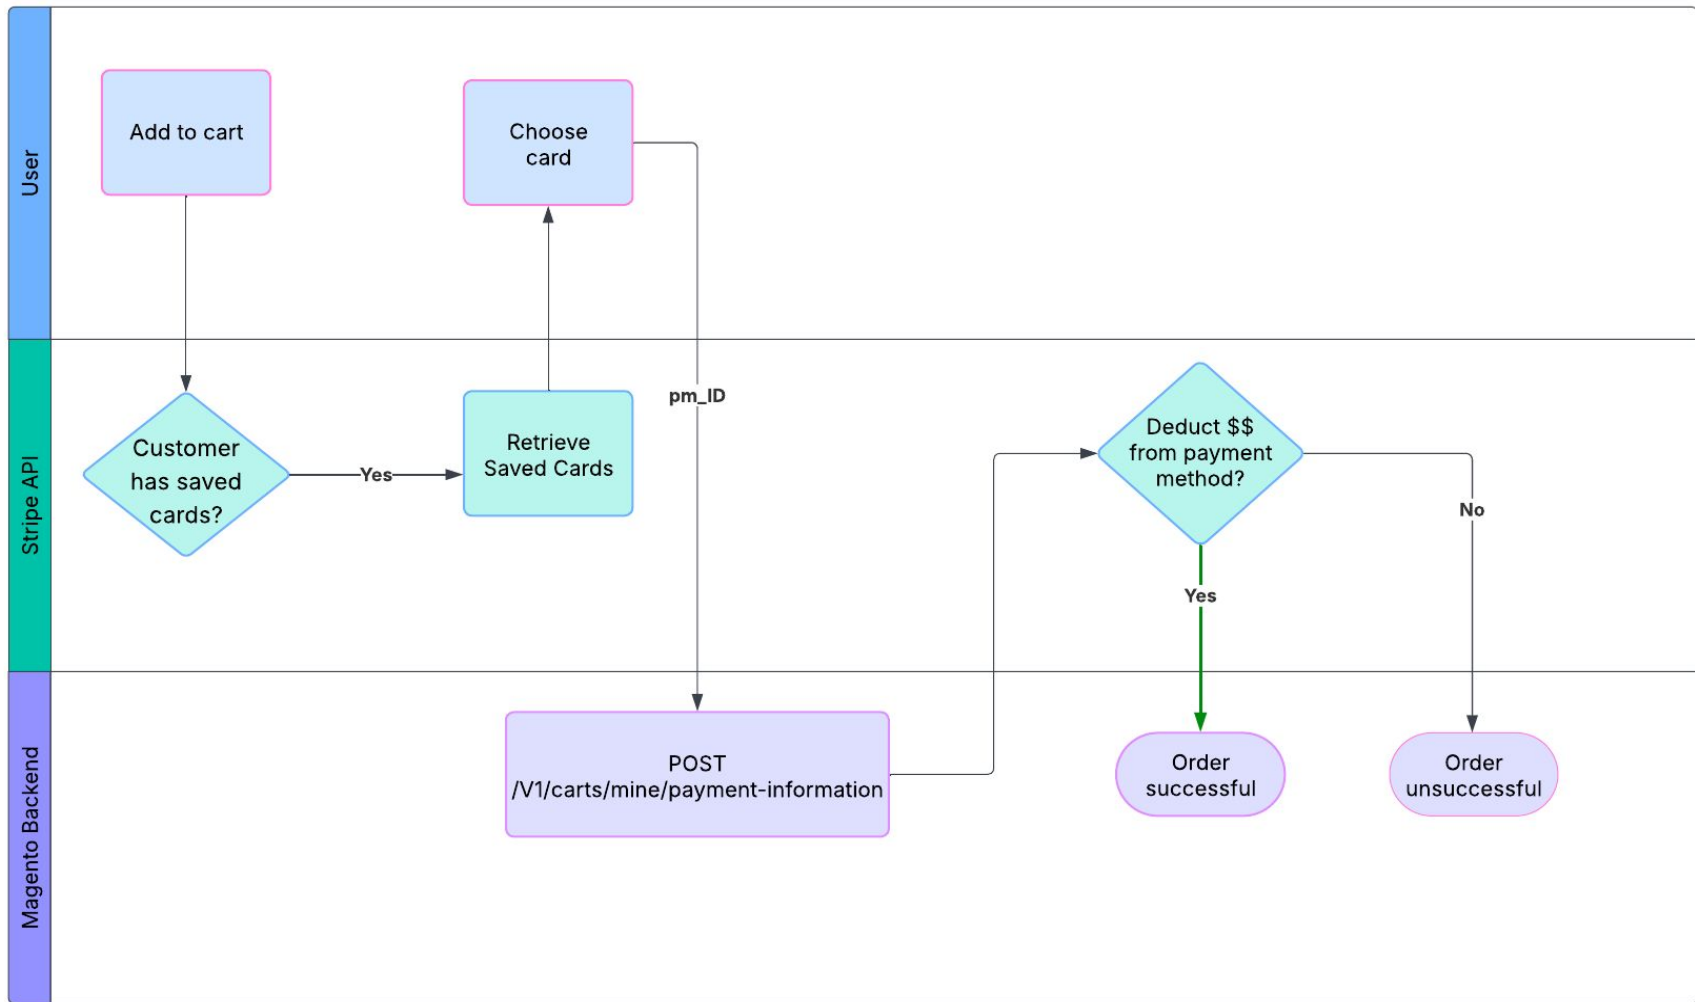 User
Add to cart
Choose
card
Stripe API
Customer
has saved
cards?
Yes
Retrieve
Saved Cards
pm_ID
Deduct $$
from payment
method?
No
Yes
Magento Backend
POST
/V1/carts/mine/payment-information
Order
successful
Order
unsuccessful